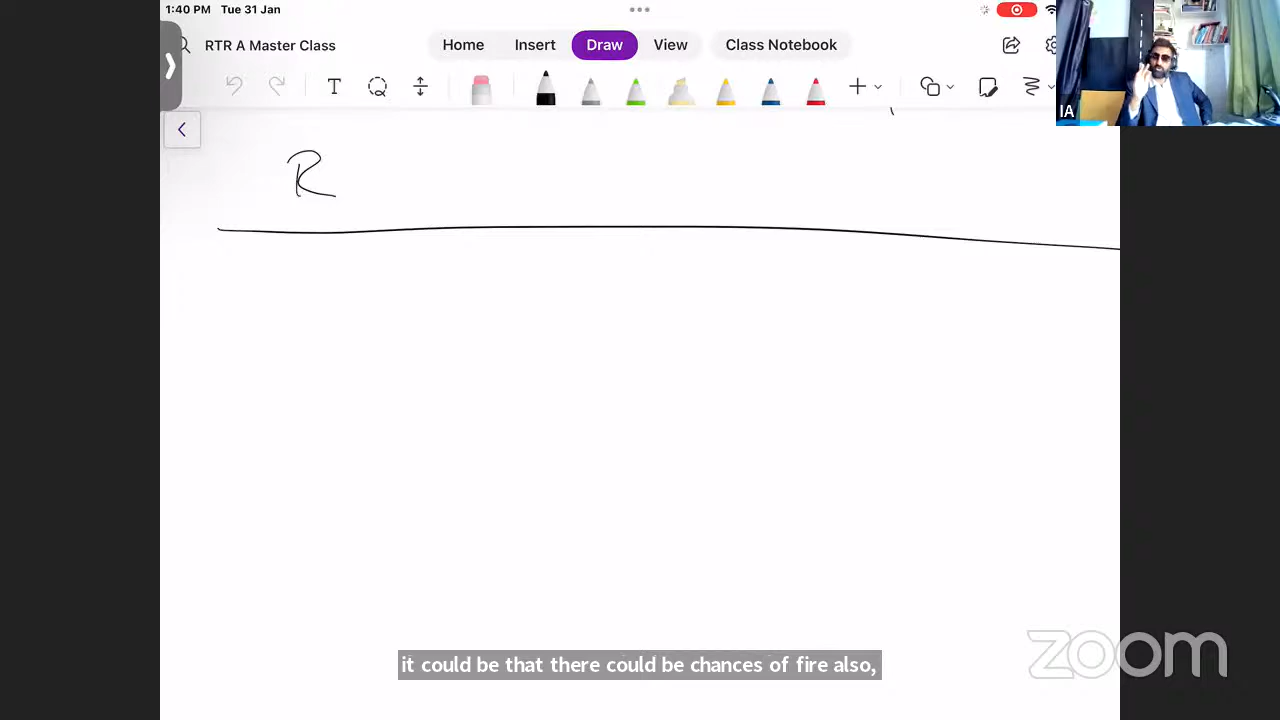 1:40 PM Tue 31 Jan
RTR A Master Class
Home Insert Draw View Class Notebook
T
IA
R
it could be that there could be chances of fire also,
zoom